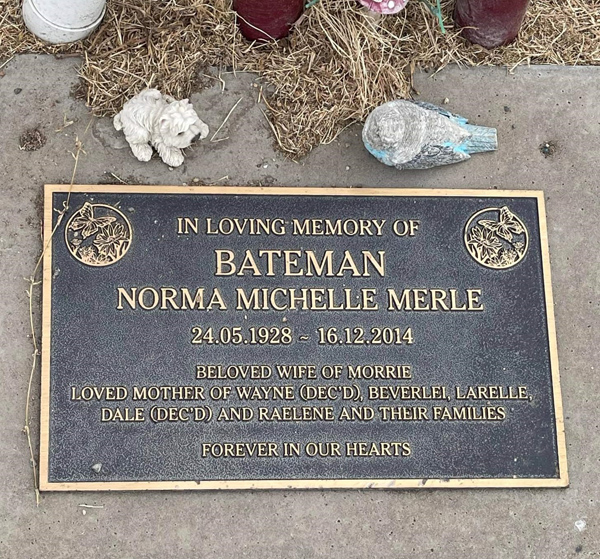 IN LOVING MEMORY OF
BATEMAN
NORMA MICHELLE MERLE
24.05.1928 ~ 16.12.2014
BELOVED WIFE OF MORRIE
LOVED MOTHER OF WAYNE (DEC'D), BEVERLEI, LARELLE,
DALE (DEC'D) AND RAELENE AND THEIR FAMILIES
FOREVER IN OUR HEARTS